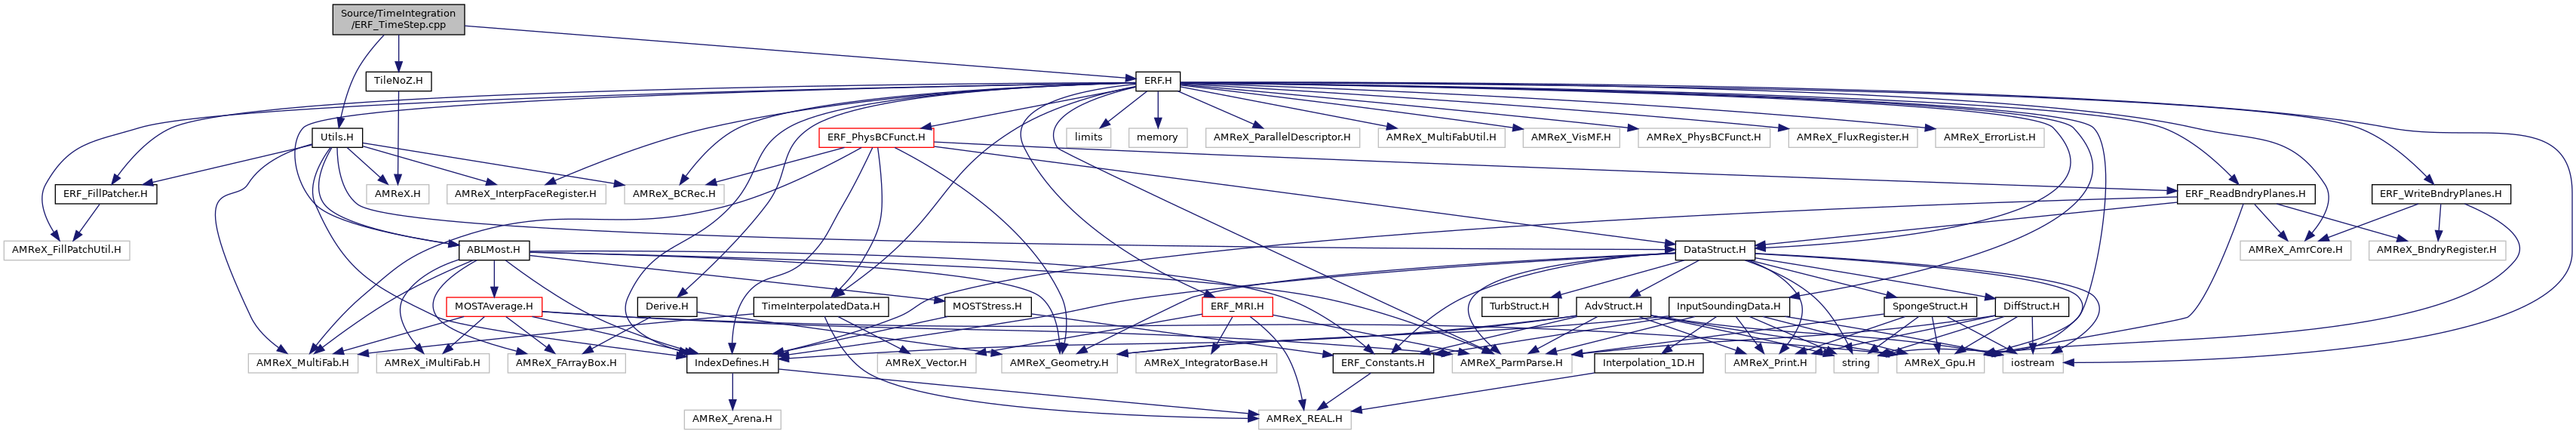 Source/TimeIntegration
/ERF_TimeStep.cpp
TileNoZ.H
ERF.H
Utils.H
ERF_PhysBCFunct.H
limits
memory
AMReX_ParallelDescriptor.H
AMReX_MultiFabUtil.H
AMReX_VisMF.H
AMReX_PhysBCFunct.H
AMReX_FluxRegister.H
AMReX_ErrorList.H
ERF_FillPatcher.H
AMReX.H
AMReX_InterpFaceRegister.H
AMReX_BCRec.H
ERF_ReadBndryPlanes.H
ERF_WriteBndryPlanes.H
AMReX_FillPatchUtil.H
ABLMost.H
DataStruct.H
AMReX_AmrCore.H
AMReX_BndryRegister.H
MOSTAverage.H
Derive.H
TimeInterpolatedData.H
MOSTStress.H
ERF_MRI.H
TurbStruct.H
AdvStruct.H
InputSoundingData.H
SpongeStruct.H
DiffStruct.H
AMReX_MultiFab.H
AMReX_iMultiFab.H
AMReX_FArrayBox.H
IndexDefines.H
AMReX_Vector.H
AMReX_Geometry.H
AMReX_IntegratorBase.H
ERF_Constants.H
AMReX_ParmParse.H
Interpolation_1D.H
AMReX_Print.H
string
AMReX_Gpu.H
iostream
AMReX_Arena.H
AMReX_REAL.H